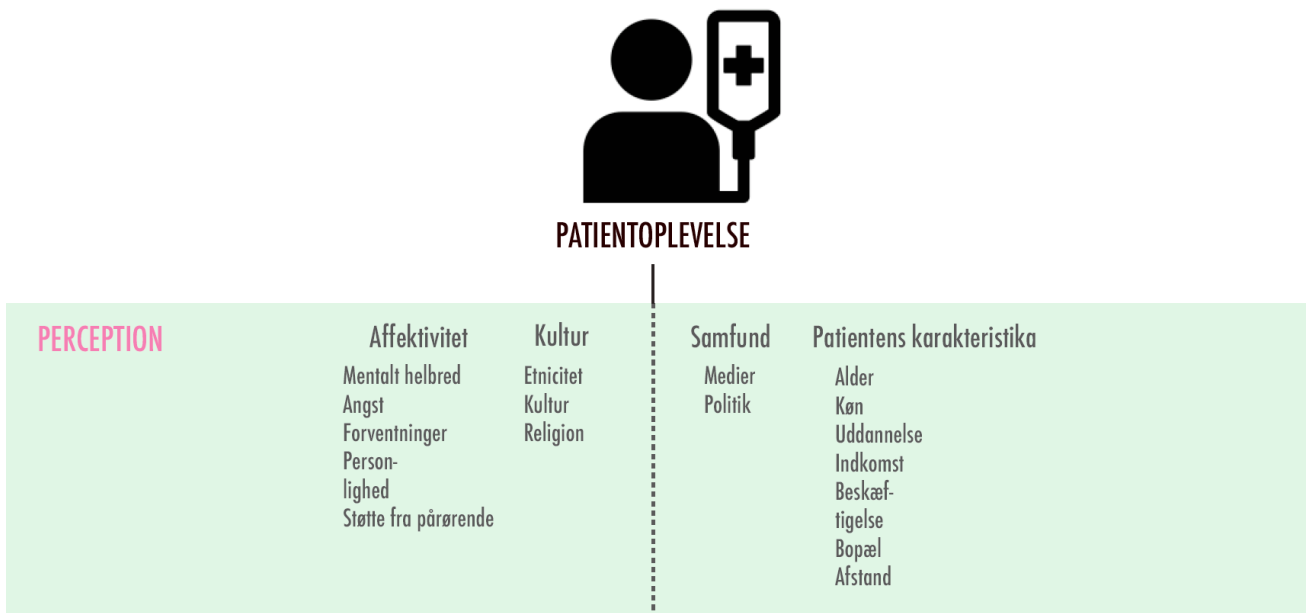 PATIENTOPLEVELSE
PERCEPTION
Affektivitet
Mentalt helbred
Angst
Forventninger
Person-
lighed
Støtte fra pårørende
Kultur
Etnicitet
Kultur
Religion
Samfund
Medier
Politik
Patientens karakteristika
Alder
Køn
Uddannelse
Indkomst
Beskæf-
tigelse
Bopæl
Afstand